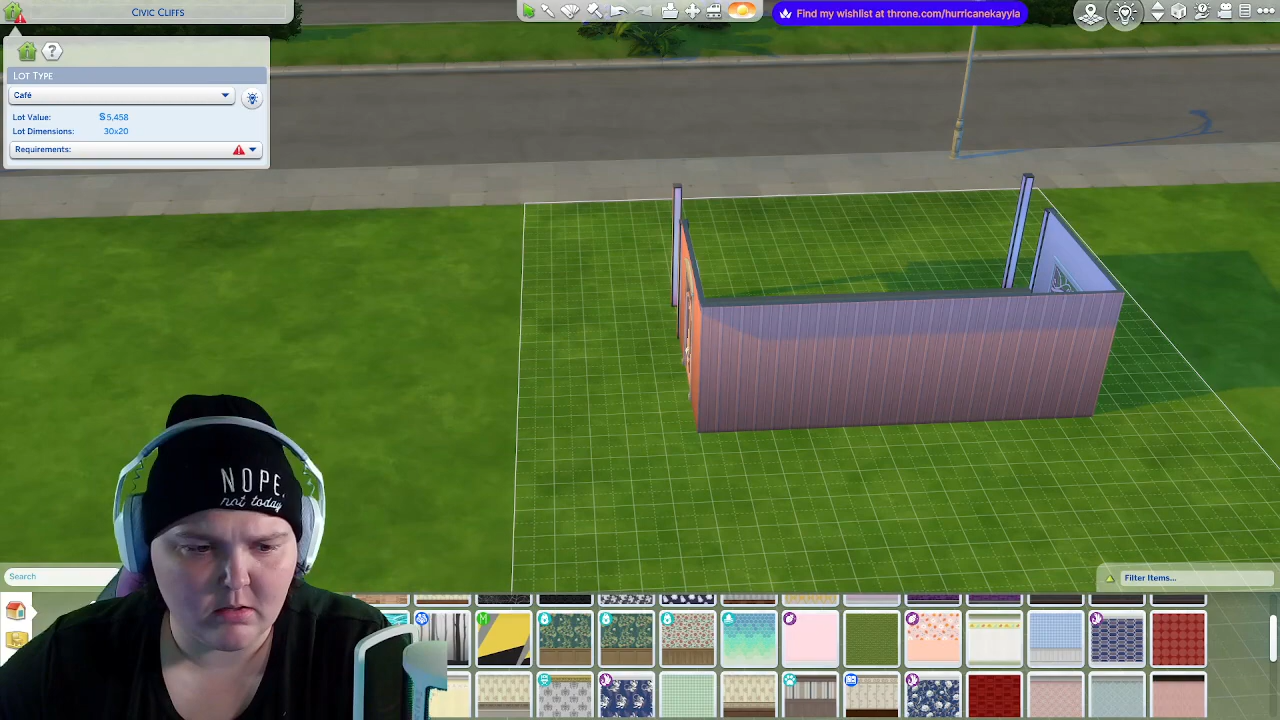 CIVIC CLIFFS
Find my wishlist at throne.com/hurricanekayyla
?
LOT TYPE
Café
Lot Value: §5,458
Lot Dimensions: 30x20
Requirements:
NOPE.
not today
Search
Filter Items...